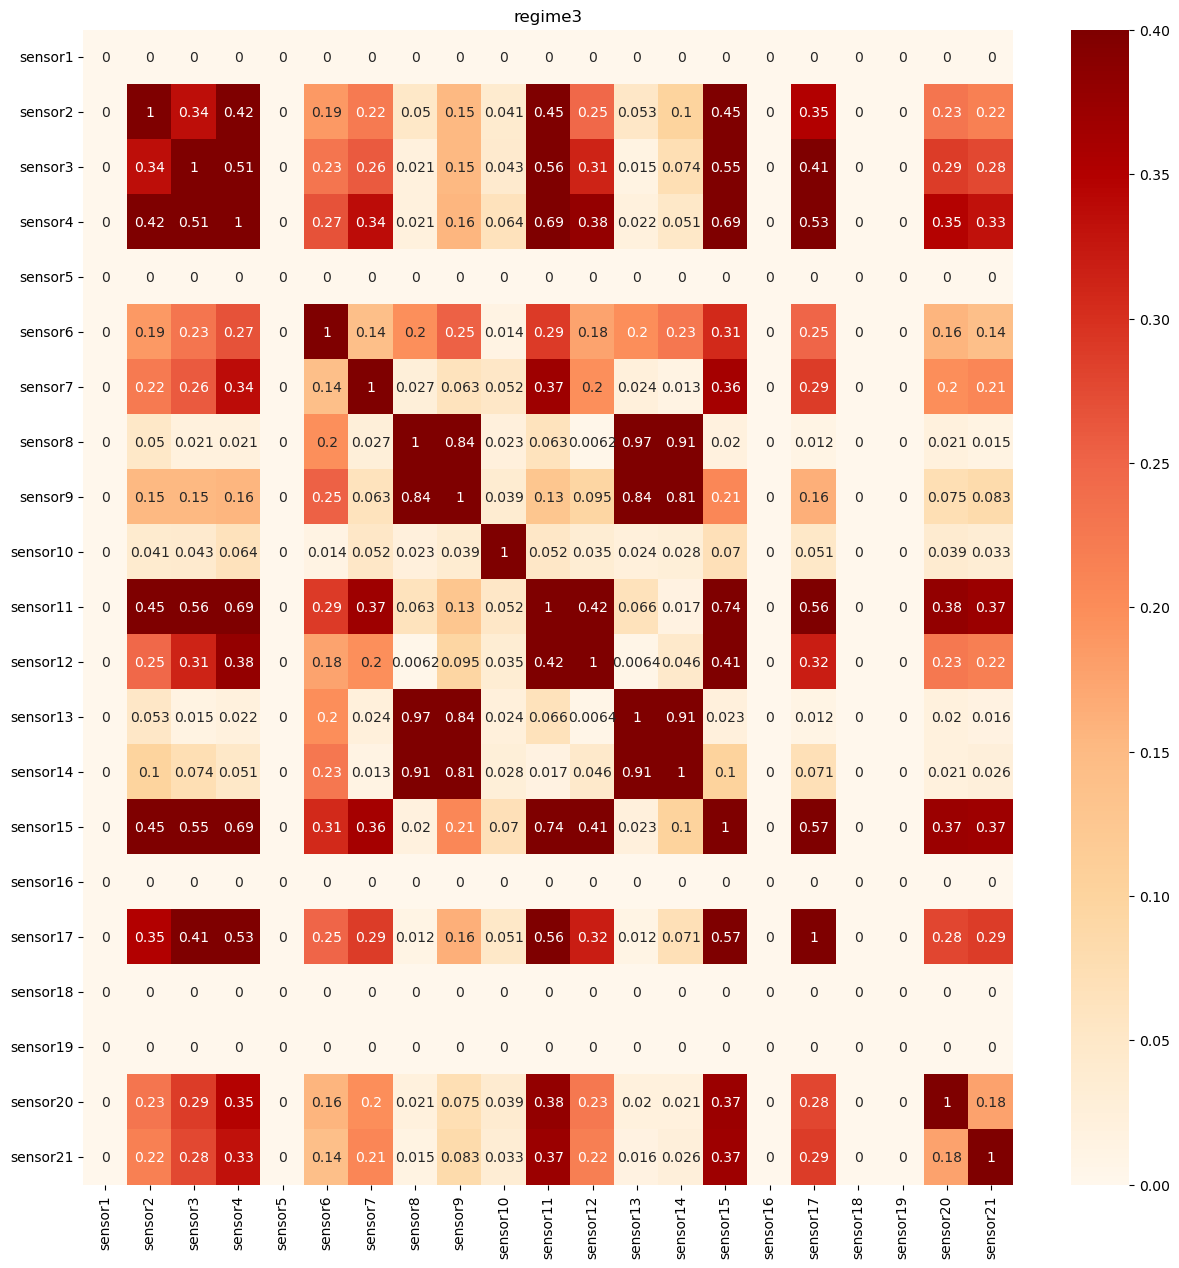 regime3
sensor1 0 0 0 0 0 0 0 0 0 0 0 0 0 0 0 0 0 0 0 0 0
sensor2 0 1 0.34 0.42 0 0.19 0.22 0.05 0.15 0.041 0.45 0.25 0.053 0.1 0.45 0 0.35 0 0 0.23 0.22
sensor3 0 0.34 1 0.51 0 0.23 0.26 0.021 0.15 0.043 0.56 0.31 0.015 0.074 0.55 0 0.41 0 0 0.29 0.28
sensor4 0 0.42 0.51 1 0 0.27 0.34 0.021 0.16 0.064 0.69 0.38 0.022 0.051 0.69 0 0.53 0 0 0.35 0.33
sensor5 0 0 0 0 0 0 0 0 0 0 0 0 0 0 0 0 0 0 0 0 0
sensor6 0 0.19 0.23 0.27 0 1 0.14 0.2 0.25 0.014 0.29 0.18 0.2 0.23 0.31 0 0.25 0 0 0.16 0.14
sensor7 0 0.22 0.26 0.34 0 0.14 1 0.027 0.063 0.052 0.37 0.2 0.024 0.013 0.36 0 0.29 0 0 0.2 0.21
sensor8 0 0.05 0.021 0.021 0 0.2 0.027 1 0.84 0.023 0.063 0.0062 0.97 0.91 0.02 0 0.012 0 0 0.021 0.015
sensor9 0 0.15 0.15 0.16 0 0.25 0.063 0.84 1 0.039 0.13 0.095 0.84 0.81 0.21 0 0.16 0 0 0.075 0.083
sensor10 0 0.041 0.043 0.064 0 0.014 0.052 0.023 0.039 1 0.052 0.035 0.024 0.028 0.07 0 0.051 0 0 0.039 0.033
sensor11 0 0.45 0.56 0.69 0 0.29 0.37 0.063 0.13 0.052 1 0.42 0.066 0.017 0.74 0 0.56 0 0 0.38 0.37
sensor12 0 0.25 0.31 0.38 0 0.18 0.2 0.0062 0.095 0.035 0.42 1 0.0064 0.046 0.41 0 0.32 0 0 0.23 0.22
sensor13 0 0.053 0.015 0.022 0 0.2 0.024 0.97 0.84 0.024 0.066 0.0064 1 0.91 0.023 0 0.012 0 0 0.02 0.016
sensor14 0 0.1 0.074 0.051 0 0.23 0.013 0.91 0.81 0.028 0.017 0.046 0.91 1 0.1 0 0.071 0 0 0.021 0.026
sensor15 0 0.45 0.55 0.69 0 0.31 0.36 0.02 0.21 0.07 0.74 0.41 0.023 0.1 1 0 0.57 0 0 0.37 0.37
sensor16 0 0 0 0 0 0 0 0 0 0 0 0 0 0 0 0 0 0 0 0 0
sensor17 0 0.35 0.41 0.53 0 0.25 0.29 0.012 0.16 0.051 0.56 0.32 0.012 0.071 0.57 0 1 0 0 0.28 0.29
sensor18 0 0 0 0 0 0 0 0 0 0 0 0 0 0 0 0 0 0 0 0 0
sensor19 0 0 0 0 0 0 0 0 0 0 0 0 0 0 0 0 0 0 0 0 0
sensor20 0 0.23 0.29 0.35 0 0.16 0.2 0.021 0.075 0.039 0.38 0.23 0.02 0.021 0.37 0 0.28 0 0 1 0.18
sensor21 0 0.22 0.28 0.33 0 0.14 0.21 0.015 0.083 0.033 0.37 0.22 0.016 0.026 0.37 0 0.29 0 0 0.18 1
sensor1 sensor2 sensor3 sensor4 sensor5 sensor6 sensor7 sensor8 sensor9 sensor10 sensor11 sensor12 sensor13 sensor14 sensor15 sensor16 sensor17 sensor18 sensor19 sensor20 sensor21
0.40
0.35
0.30
0.25
0.20
0.15
0.10
0.05
0.00